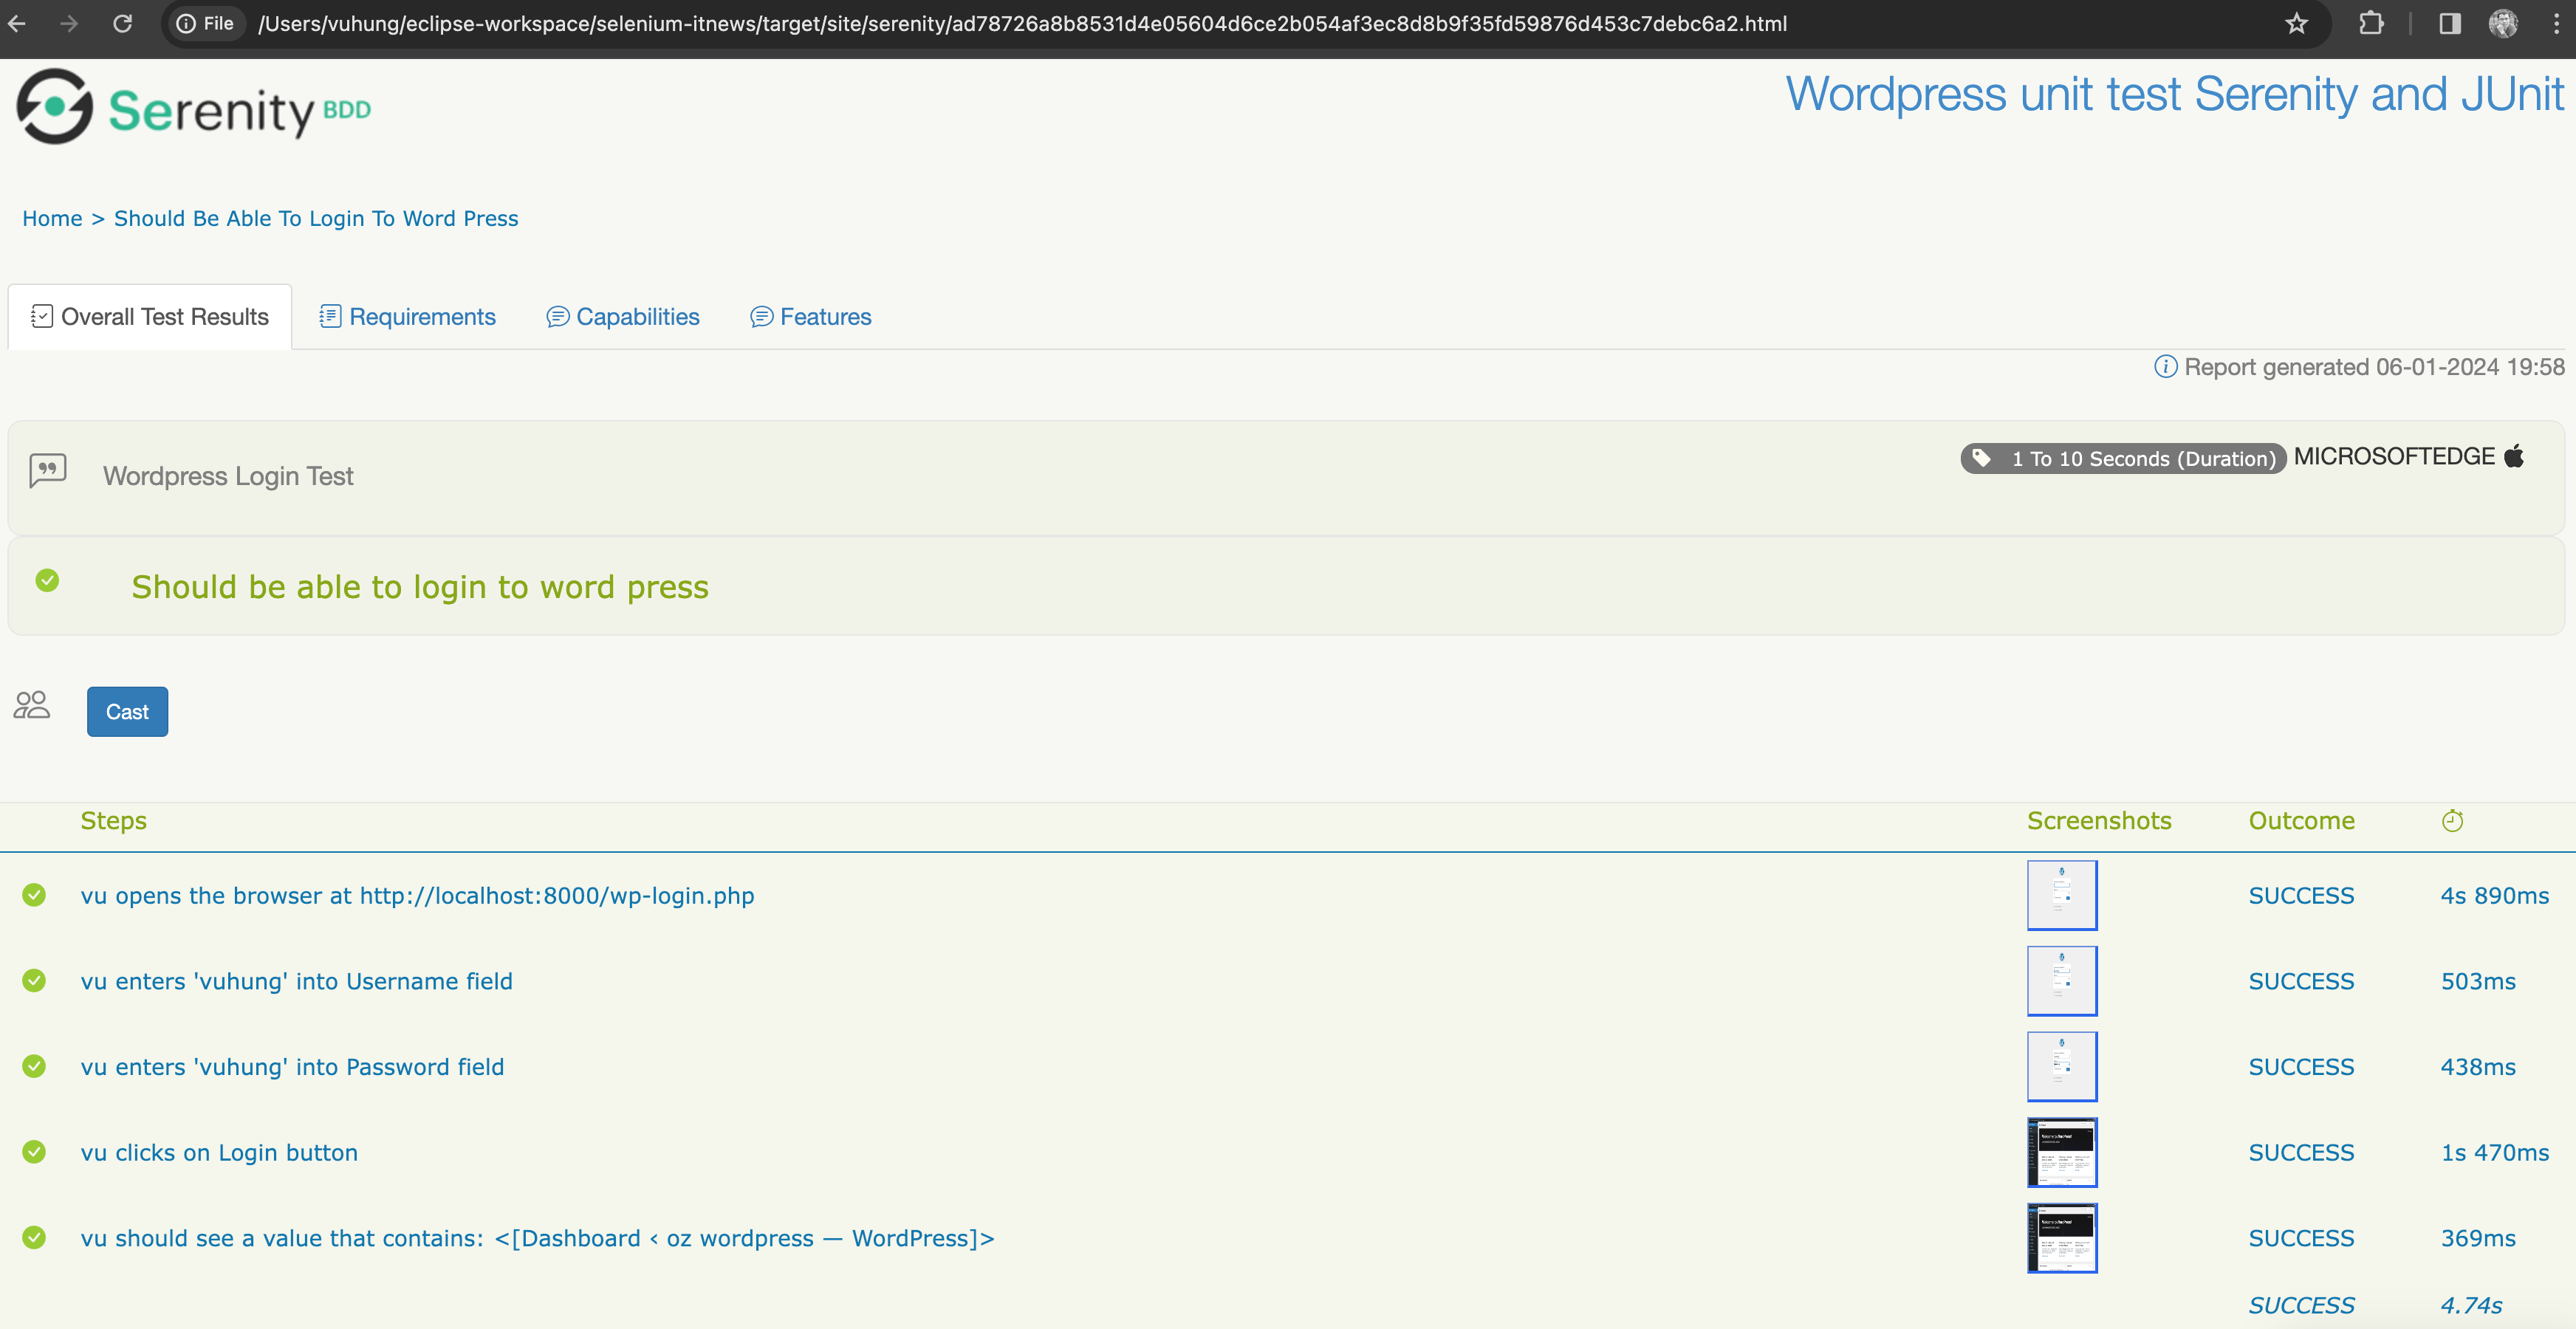 File /Users/vuhung/eclipse-workspace/selenium-itnews/target/site/serenity/ad78726a8b8531d4e05604d6ce2b054af3ec8d8b9f35fd59876d453c7debc6a2.html
Serenity BDD
Wordpress unit test Serenity and JUnit
Home > Should Be Able To Login To Word Press
Overall Test Results Requirements Capabilities Features
Report generated 06-01-2024 19:58
Wordpress Login Test 1 To 10 Seconds (Duration) MICROSOFTEDGE
Should be able to login to word press
Cast
Steps Screenshots Outcome
vu opens the browser at http://localhost:8000/wp-login.php SUCCESS 4s 890ms
vu enters 'vuhung' into Username field SUCCESS 503ms
vu enters 'vuhung' into Password field SUCCESS 438ms
vu clicks on Login button SUCCESS 1s 470ms
vu should see a value that contains: <[Dashboard ‹ oz wordpress — WordPress]> SUCCESS 369ms
SUCCESS 4.74s